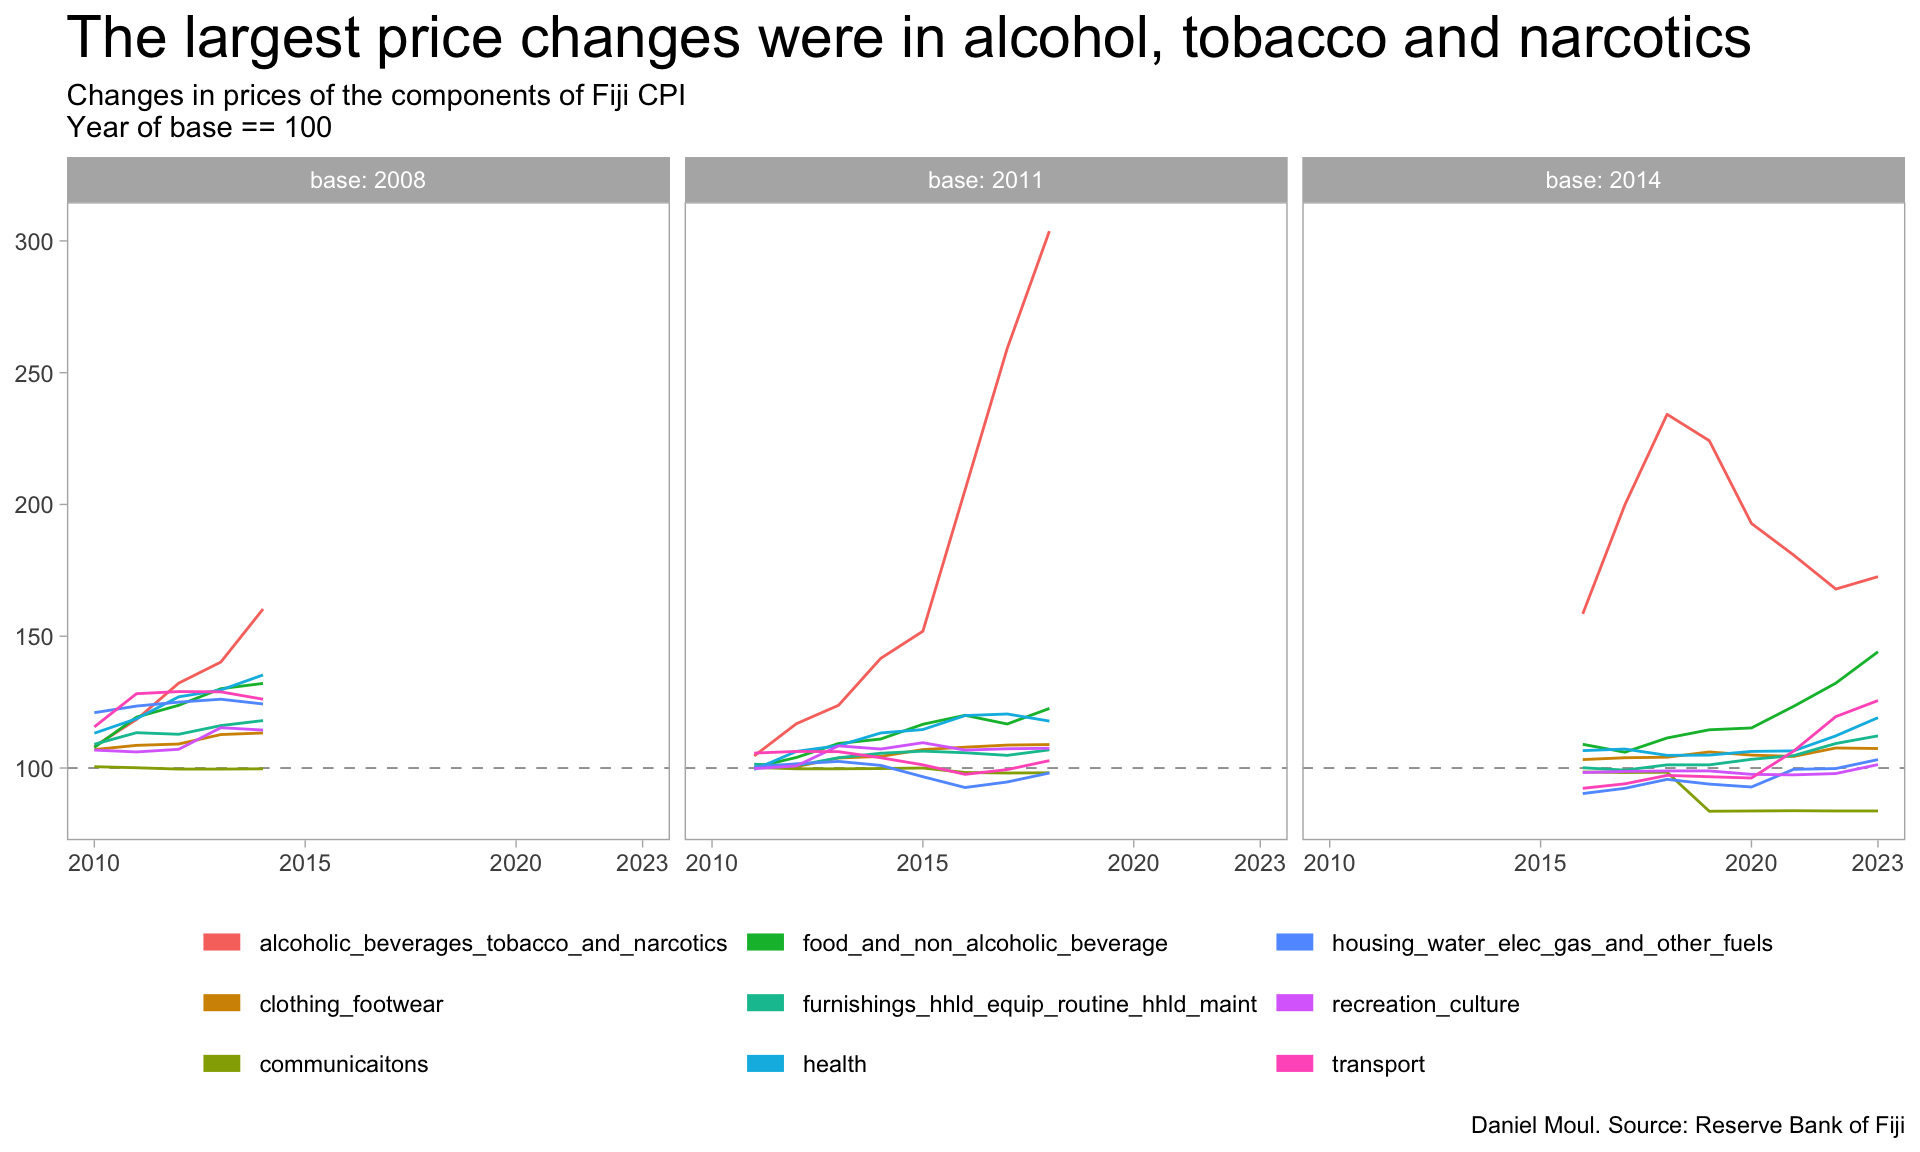 The largest price changes were in alcohol, tobacco and narcotics
Changes in prices of the components of Fiji CPI
Year of base == 100
base: 2008
base: 2011
base: 2014
300
250
200
150
100
2010 2015 2020 2023
2010 2015 2020 2023
2010 2015 2020 2023
alcoholic_beverages_tobacco_and_narcotics
food_and_non_alcoholic_beverage
housing_water_elec_gas_and_other_fuels
clothing_footwear
furnishings_hhld_equip_routine_hhld_maint
recreation_culture
communicaitons
health
transport
Daniel Moul. Source: Reserve Bank of Fiji